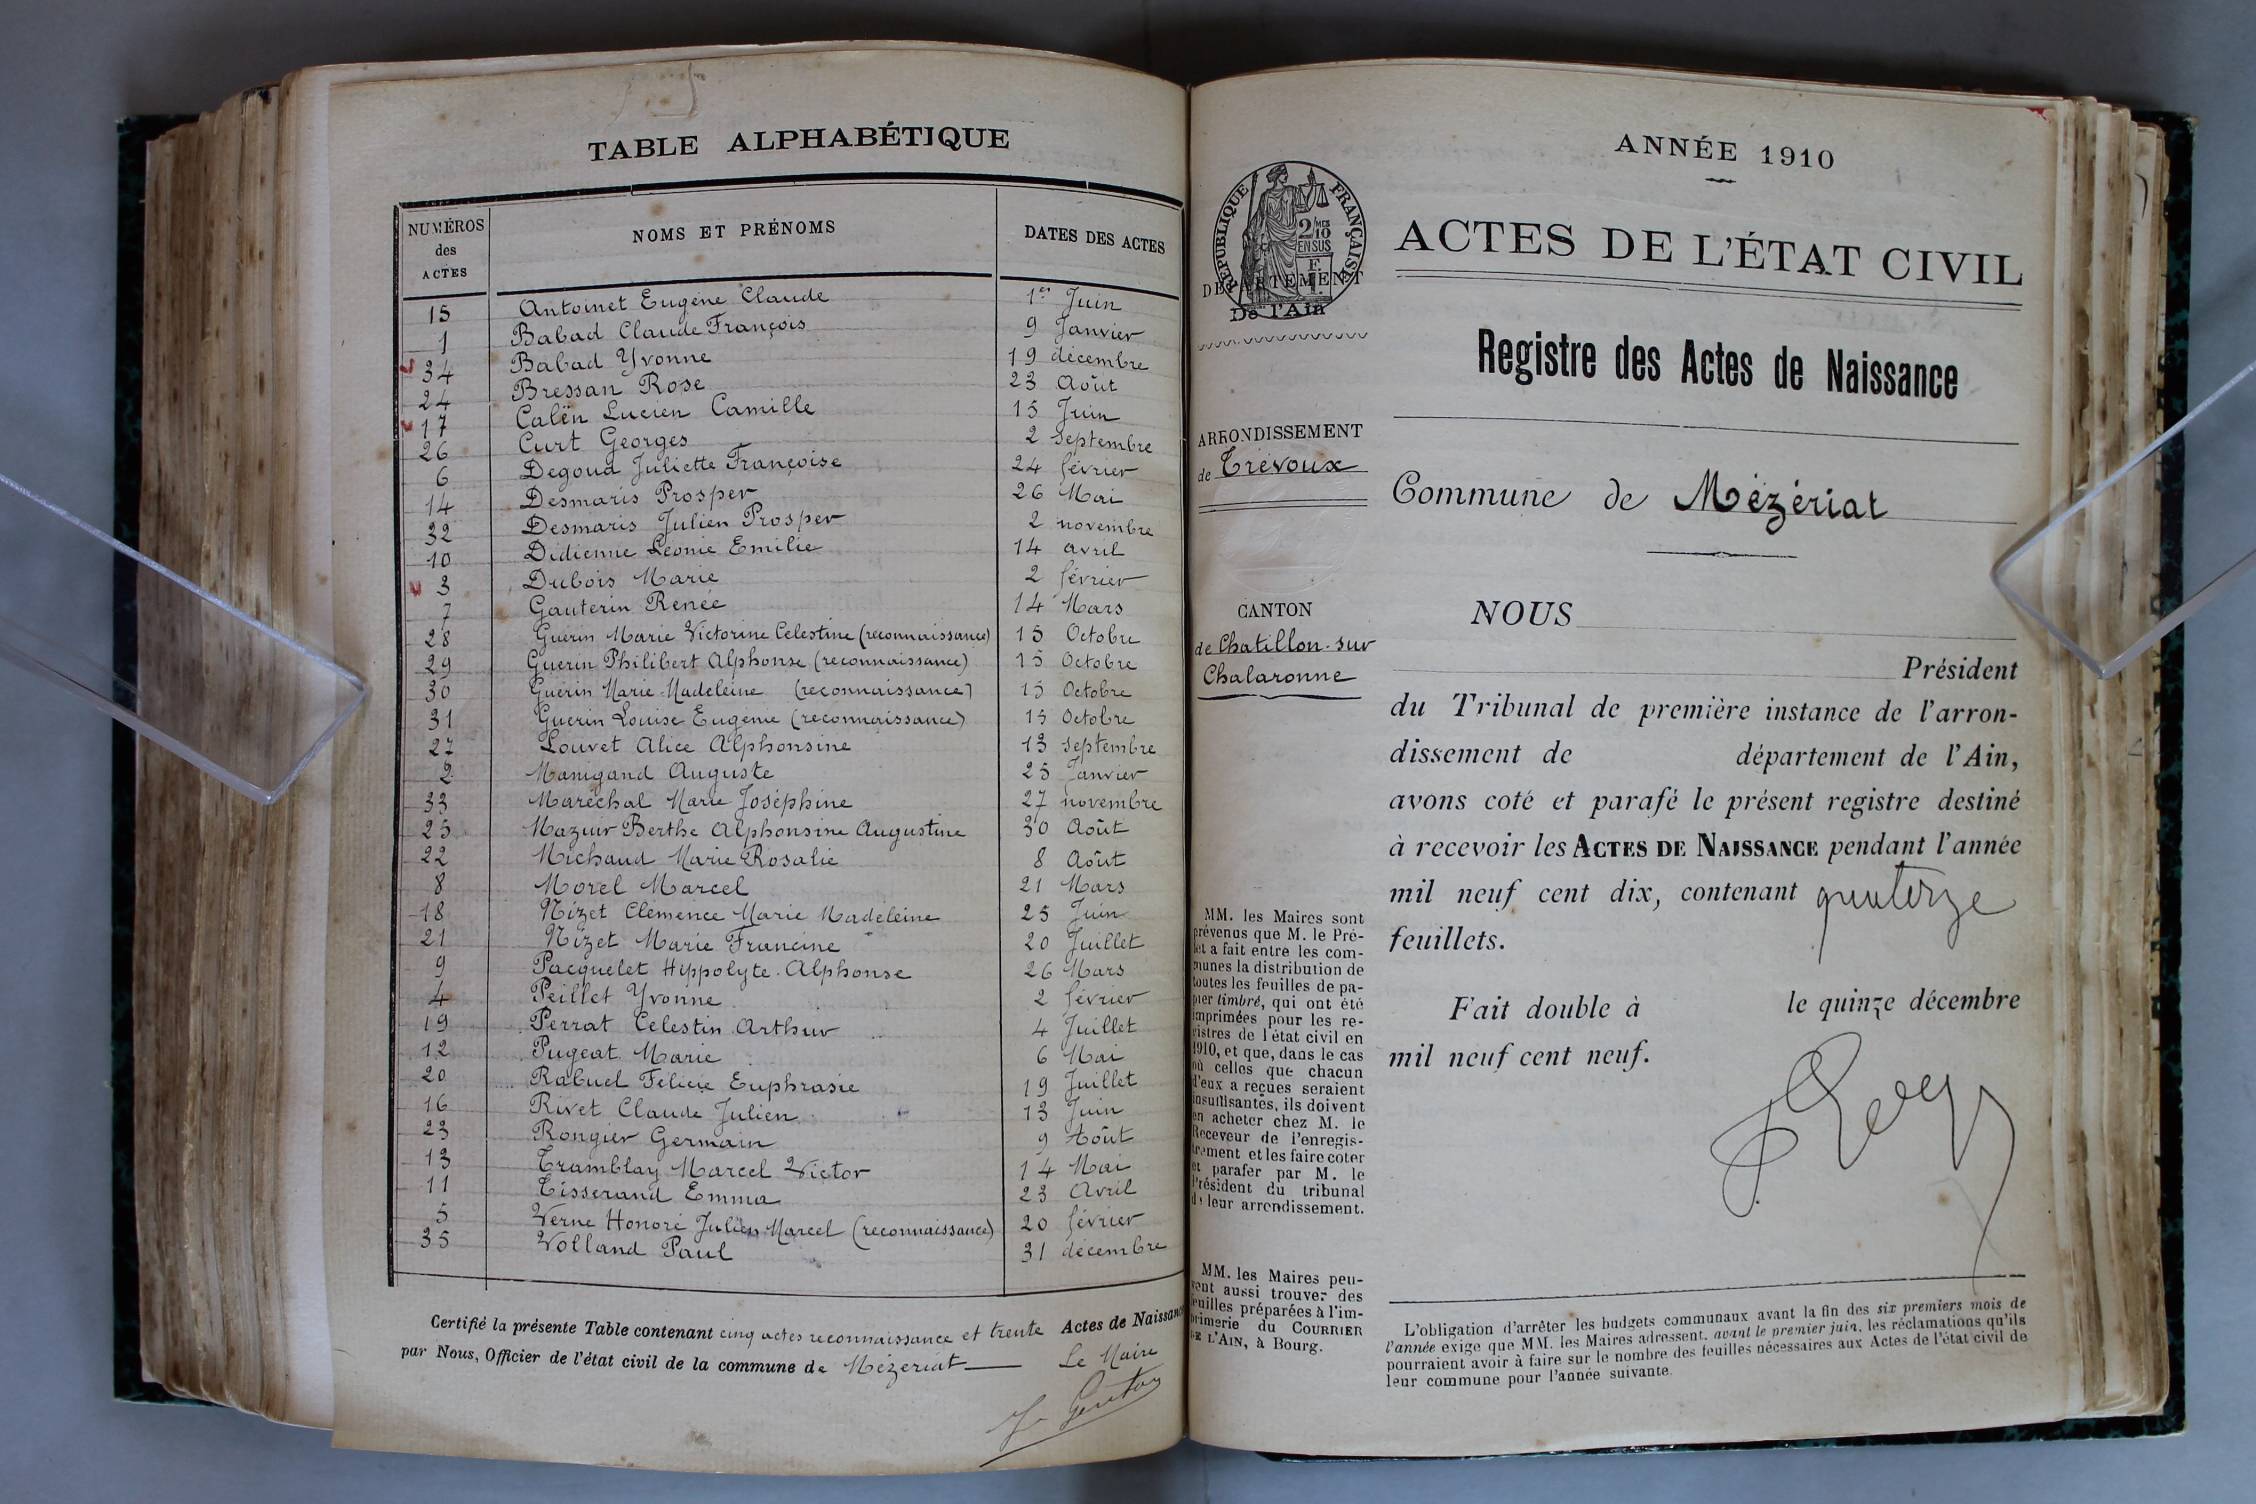 TABLE ALPHABÉTIQUE
NUMÉROS des ACTES NOMS ET PRÉNOMS DATES DES ACTES
15 Antoinet Eugène Claude 1er Juin
1 Babad Claude François 9 Janvier
34 Babad Yvonne 19 décembre
24 Bressan Rose 23 Août
17 Calën Lucien Camille 15 Juin
26 Curt Georges 2 septembre
6 Degoud Juliette Françoise 24 février
14 Desmaris Prosper 26 Mai
32 Desmaris Julien Prosper 2 novembre
10 Didienne Léonie Emilie 14 avril
3 Dubois Marie 2 février
7 Gauterin Renée 14 Mars
28 Guérin Marie Victorine Celestine (reconnaissance) 15 Octobre
29 Guerin Philibert Alphonse (reconnaissance) 15 Octobre
30 Guérin Marie-Madeleine (reconnaissance) 15 Octobre
31 Guerin Louise Eugénie (reconnaissance) 15 Octobre
27 Louvet Alice Alphonsine 13 septembre
2 Manigand Auguste 25 Janvier
33 Maréchal Marie Joséphine 27 novembre
25 Mazuir Berthe Alphonsine Augustine 30 Août
22 Michaud Marie Rosalie 8 Août
8 Morel Marcel 21 Mars
18 Nizet Clémence Marie Madeleine 25 Juin
21 Nizet Marie Francine 20 Juillet
9 Pacquelet Hippolyte-Alphonse 26 Mars
4 Peillet Yvonne 2 février
19 Perrat Célestin Arthur 4 Juillet
12 Pugeat Marie 6 Mai
20 Rabuel Félicie Euphrasie 19 Juillet
16 Rivet Claude Julien 13 Juin
23 Rongier Germain 9 Août
13 Tramblay Marcel Victor 14 Mai
11 Tisserand Emma 23 Avril
5 Verne Honoré Julien Marcel (reconnaissance) 20 février
35 Volland Paul 31 décembre
Certifié la présente Table contenant cinq actes reconnaissance et trente Actes de Naissance
par Nous, Officier de l'état civil de la commune de Mézeriat Le Maire
ANNÉE 1910
RÉPUBLIQUE FRANÇAISE
2/10 MES
EN SUS
DÉPARTEMENT
De l'Ain
ARRONDISSEMENT
de Trévoux
CANTON
de Chatillon-sur
Chalaronne
MM. les Maires sont
prévenus que M. le Pré-
fet a fait entre les com-
munes la distribution de
toutes les feuilles de pa-
pier timbré, qui ont été
imprimées pour les re-
gistres de l'état civil en
1910, et que, dans le cas
où celles que chacun
d'eux a reçues seraient
insuffisantes, ils doivent
en acheter chez M. le
Receveur de l'enregis-
trement et les faire coter
et parafer par M. le
Président du tribunal
de leur arrondissement.
MM. les Maires peu-
vent aussi trouver des
feuilles préparées à l'im-
primerie du COURRIER
DE L'AIN, à Bourg.
ACTES DE L'ÉTAT CIVIL
Registre des Actes de Naissance
Commune de Mézériat
NOUS
Président
du Tribunal de première instance de l'arron-
dissement de département de l'Ain,
avons coté et parafé le présent registre destiné
à recevoir les ACTES DE NAISSANCE pendant l'année
mil neuf cent dix, contenant quatorze
feuillets.
Fait double à le quinze décembre
mil neuf cent neuf.
L'obligation d'arrêter les budgets communaux avant la fin des six premiers mois de
l'année exige que MM. les Maires adressent, avant le premier juin, les réclamations qu'ils
pourraient avoir à faire sur le nombre des feuilles nécessaires aux Actes de l'état civil de
leur commune pour l'année suivante.